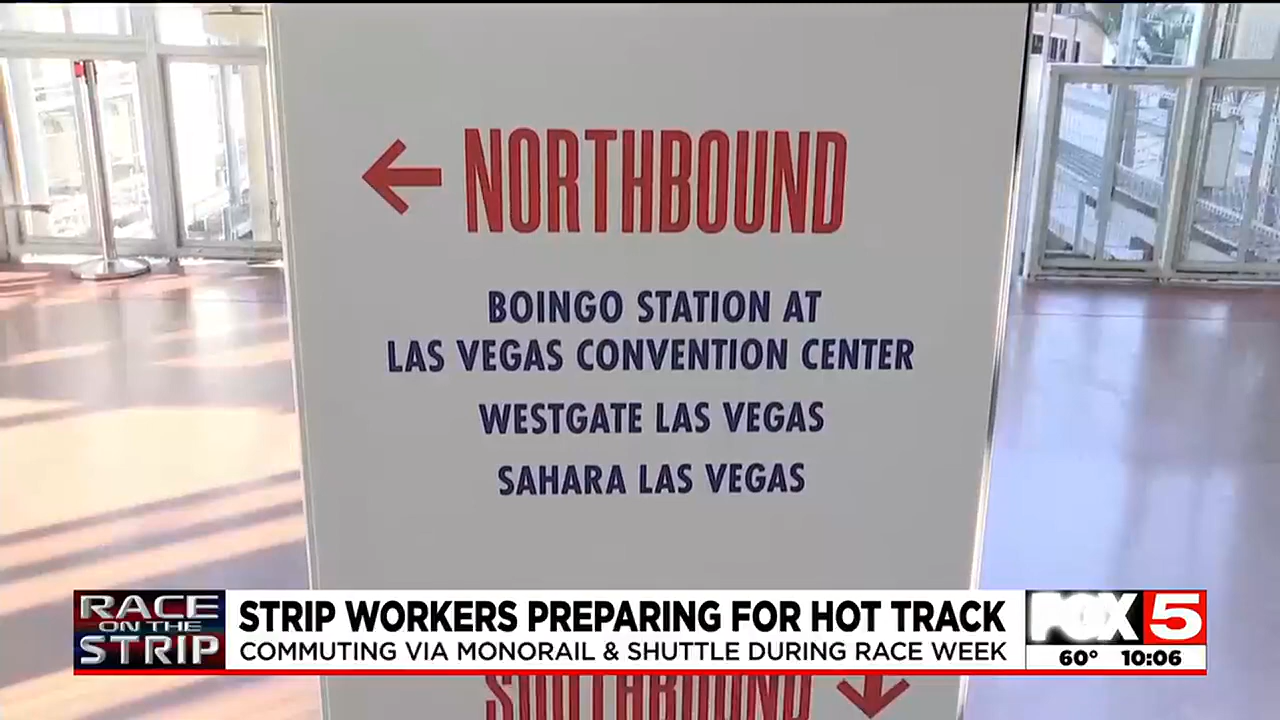 NORTHBOUND
BOINGO STATION AT
LAS VEGAS CONVENTION CENTER
WESTGATE LAS VEGAS
SAHARA LAS VEGAS
RACE ON THE STRIP
STRIP WORKERS PREPARING FOR HOT TRACK
COMMUTING VIA MONORAIL & SHUTTLE DURING RACE WEEK
FOX 5
60° 10:06
SOUTHBOUND